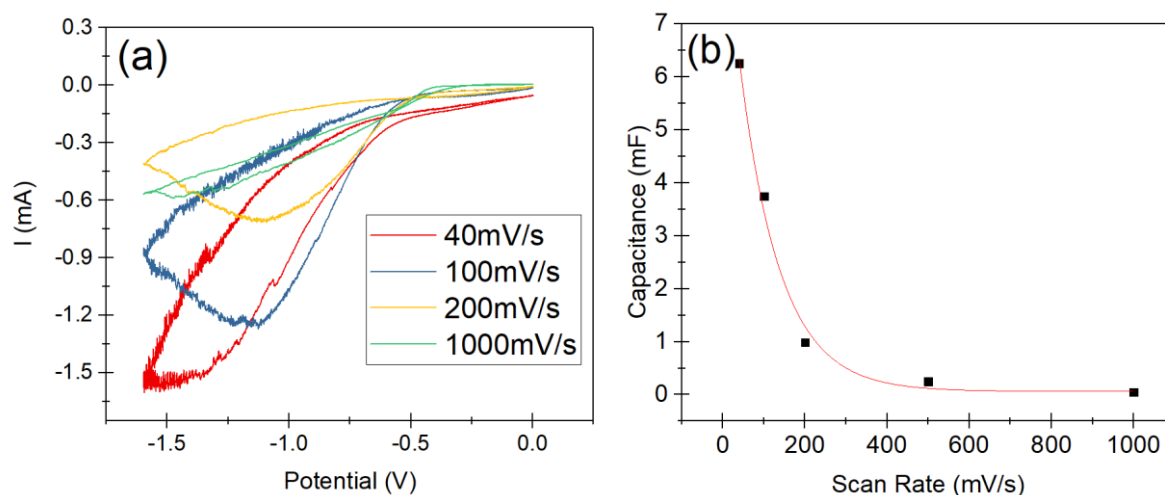 (a)
0.3
0.0
-0.3
-0.6
-0.9
-1.2
-1.5
I (mA)
40mV/s
100mV/s
200mV/s
1000mV/s
-1.5
-1.0
-0.5
0.0
Potential (V)
(b)
7
6
5
4
3
2
1
0
Capacitance (mF)
0
200
400
600
800
1000
Scan Rate (mV/s)